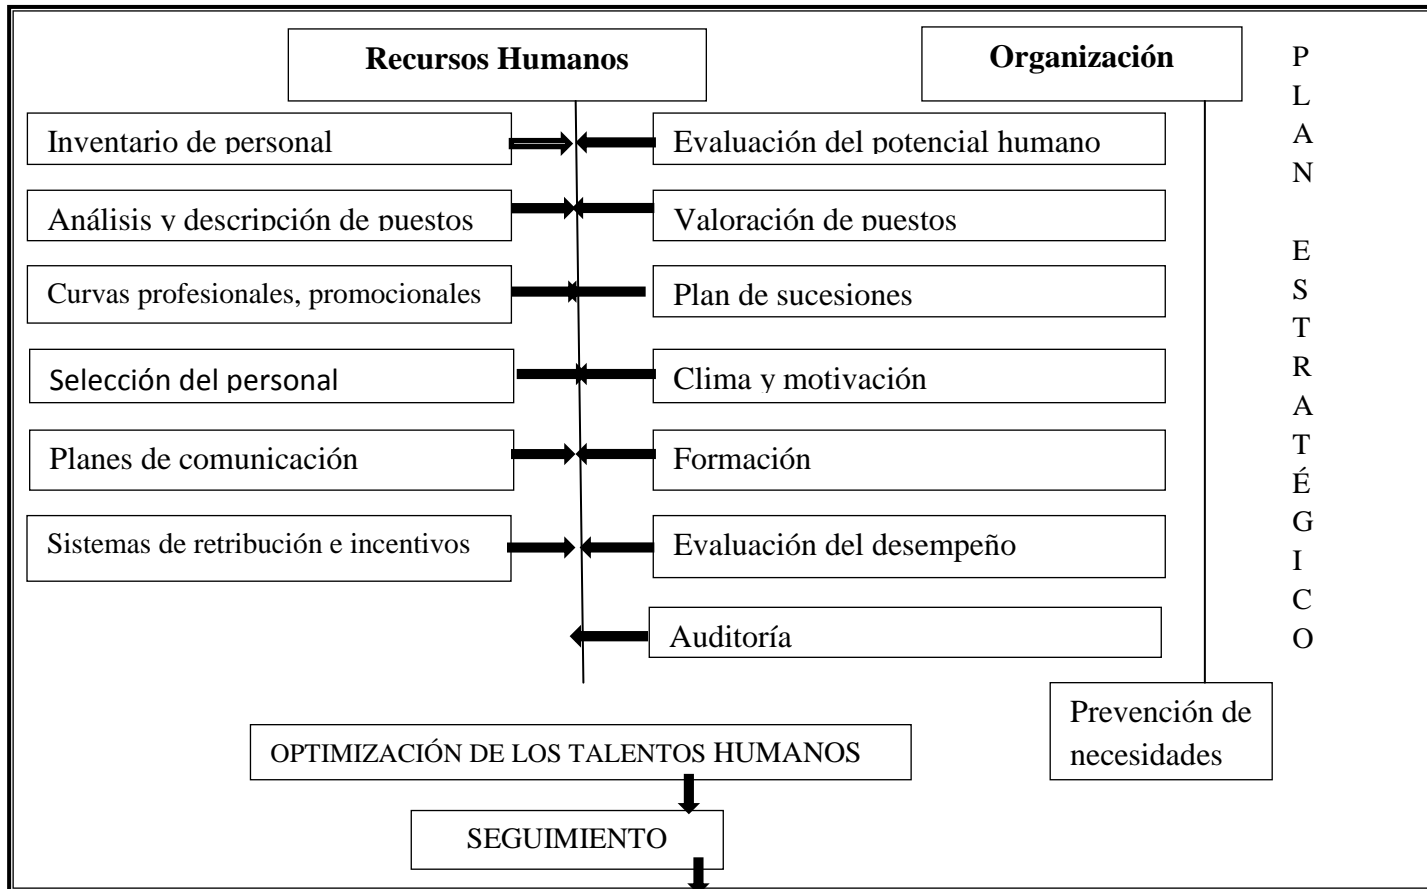 Recursos Humanos
Organización
Inventario de personal
Evaluación del potencial humano
Análisis y descripción de puestos
Valoración de puestos
Curvas profesionales, promocionales
Plan de sucesiones
Selección del personal
Clima y motivación
Planes de comunicación
Formación
Sistemas de retribución e incentivos
Evaluación del desempeño
Auditoría
Prevención de
necesidades
OPTIMIZACIÓN DE LOS TALENTOS HUMANOS
SEGUIMIENTO
P
L
A
N
E
S
T
R
A
T
É
G
I
C
O